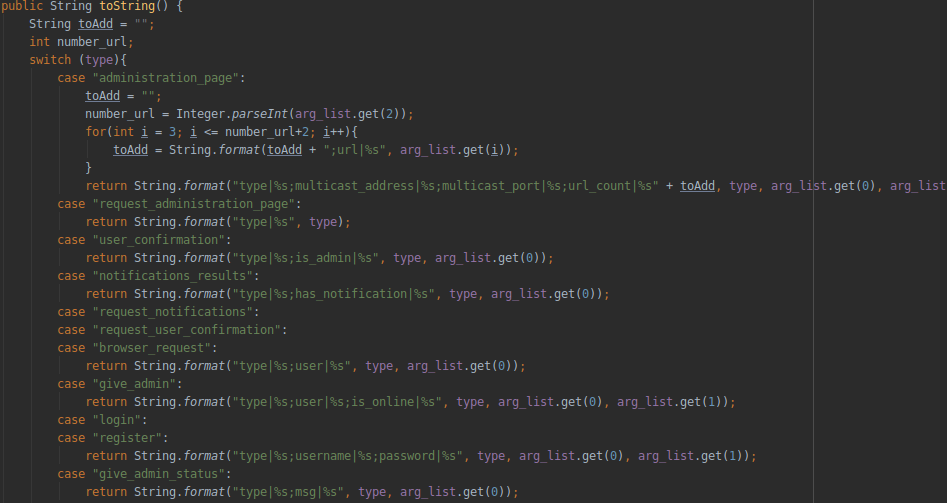 public String toString() {
    String toAdd = "";
    int number_url;
    switch (type){
        case "administration_page":
            toAdd = "";
            number_url = Integer.parseInt(arg_list.get(2));
            for(int i = 3; i <= number_url+2; i++){
                toAdd = String.format(toAdd + ";url|%s", arg_list.get(i));
            }
            return String.format("type|%s;multicast_address|%s;multicast_port|%s;url_count|%s" + toAdd, type, arg_list.get(0), arg_list
        case "request_administration_page":
            return String.format("type|%s", type);
        case "user_confirmation":
            return String.format("type|%s;is_admin|%s", type, arg_list.get(0));
        case "notifications_results":
            return String.format("type|%s;has_notification|%s", type, arg_list.get(0));
        case "request_notifications":
        case "request_user_confirmation":
        case "browser_request":
            return String.format("type|%s;user|%s", type, arg_list.get(0));
        case "give_admin":
            return String.format("type|%s;user|%s;is_online|%s", type, arg_list.get(0), arg_list.get(1));
        case "login":
        case "register":
            return String.format("type|%s;username|%s;password|%s", type, arg_list.get(0), arg_list.get(1));
        case "give_admin_status":
            return String.format("type|%s;msg|%s", type, arg_list.get(0));